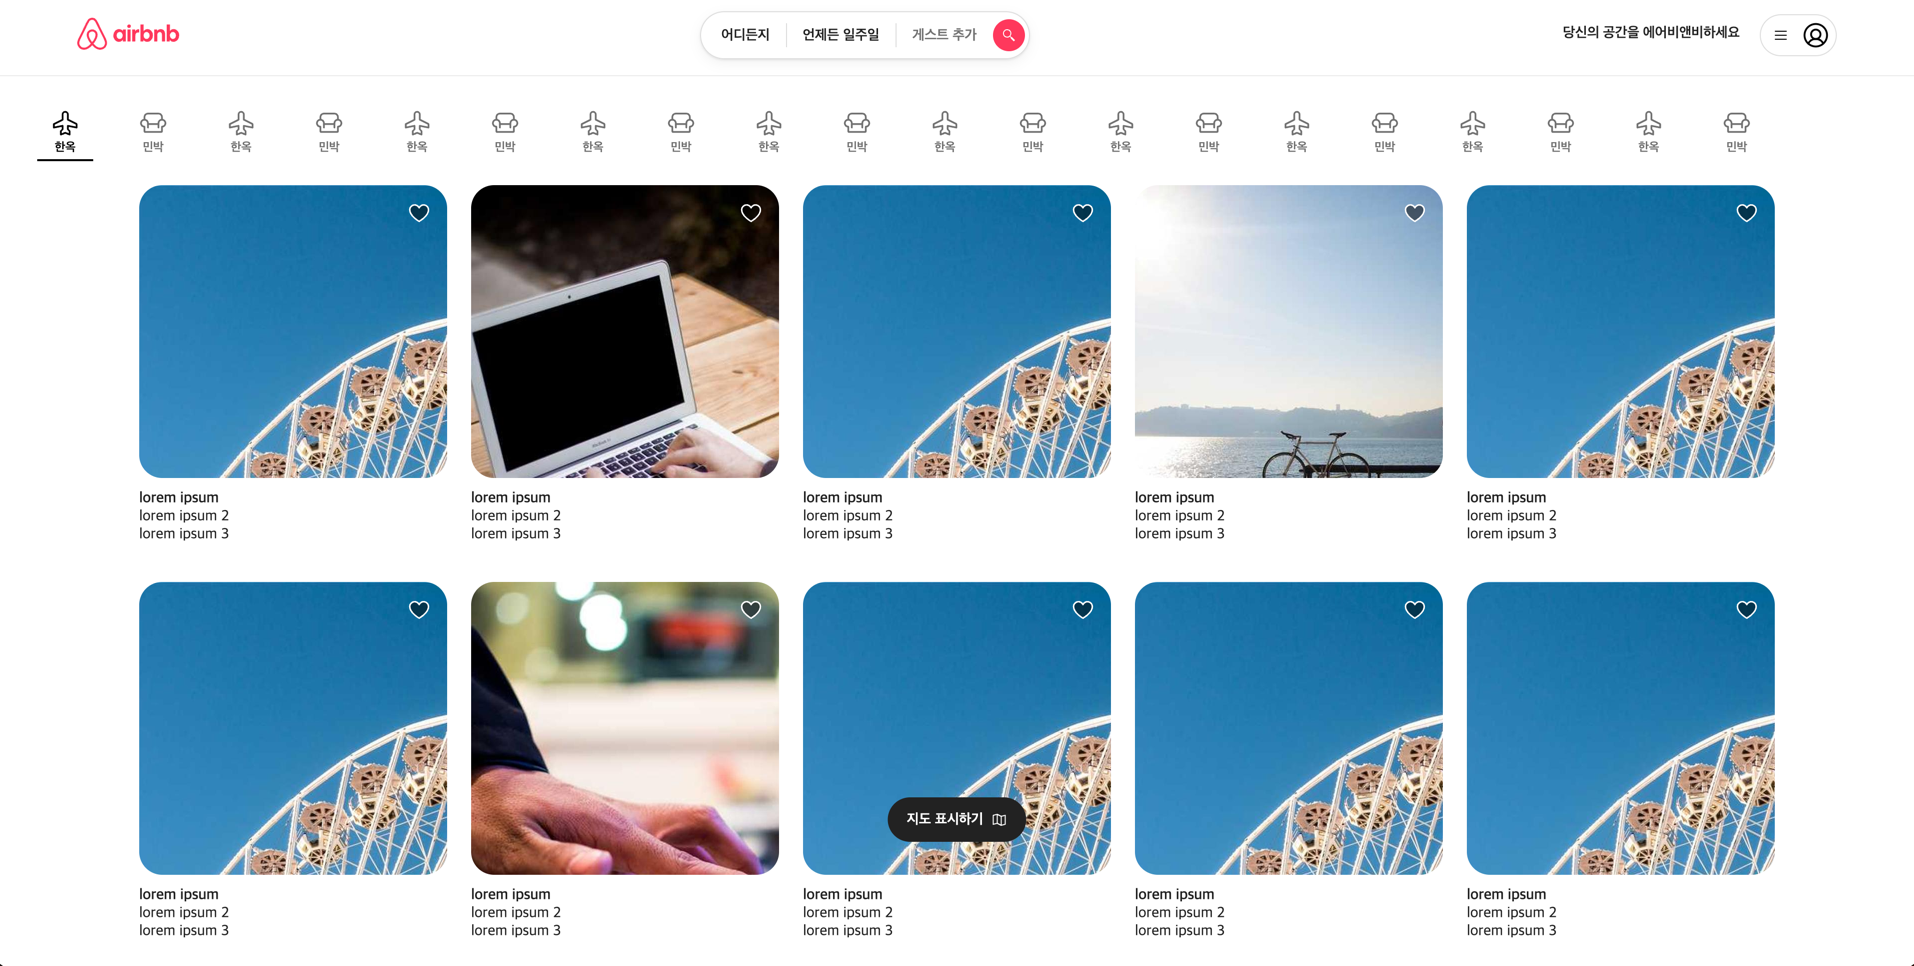 airbnb
어디든지
언제든 일주일
게스트 추가
당신의 공간을 에어비앤비하세요
한옥
민박
한옥
민박
한옥
민박
한옥
민박
한옥
민박
한옥
민박
한옥
민박
한옥
민박
한옥
민박
한옥
민박
lorem ipsum
lorem ipsum 2
lorem ipsum 3
lorem ipsum
lorem ipsum 2
lorem ipsum 3
lorem ipsum
lorem ipsum 2
lorem ipsum 3
lorem ipsum
lorem ipsum 2
lorem ipsum 3
lorem ipsum
lorem ipsum 2
lorem ipsum 3
지도 표시하기
lorem ipsum
lorem ipsum 2
lorem ipsum 3
lorem ipsum
lorem ipsum 2
lorem ipsum 3
lorem ipsum
lorem ipsum 2
lorem ipsum 3
lorem ipsum
lorem ipsum 2
lorem ipsum 3
lorem ipsum
lorem ipsum 2
lorem ipsum 3